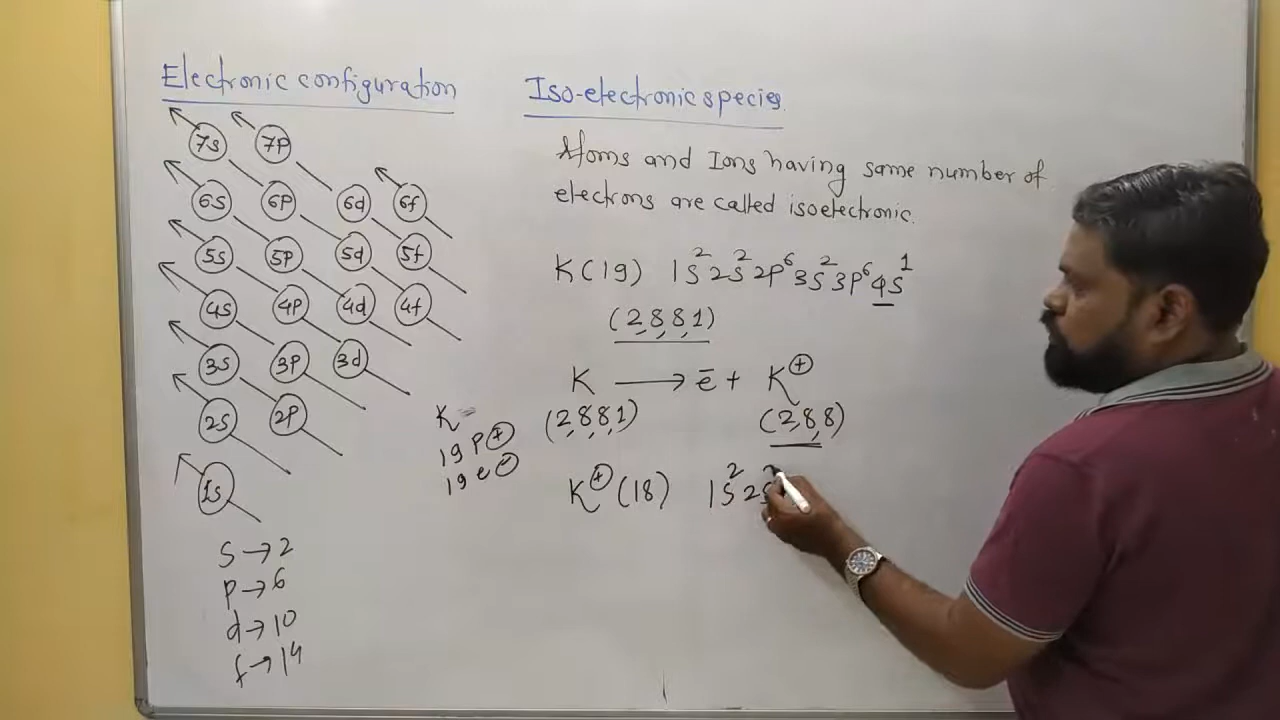 Electronic configuration
7s 7p
6s 6p 6d 6f
5s 5p 5d 5f
4s 4p 4d 4f
3s 3p 3d
2s 2p
1s
s → 2
p → 6
d → 10
f → 14
Iso-electronic species.
Atoms and Ions having same number of
electrons are called isoelectronic.
K(19) 1s² 2s² 2p⁶ 3s² 3p⁶ 4s¹
(2,8,8,1)
K → ē + K⊕
(2,8,8,1) (2,8,8)
K
19 p⊕
19 e⊖
K⊕(18) 1s² 2s